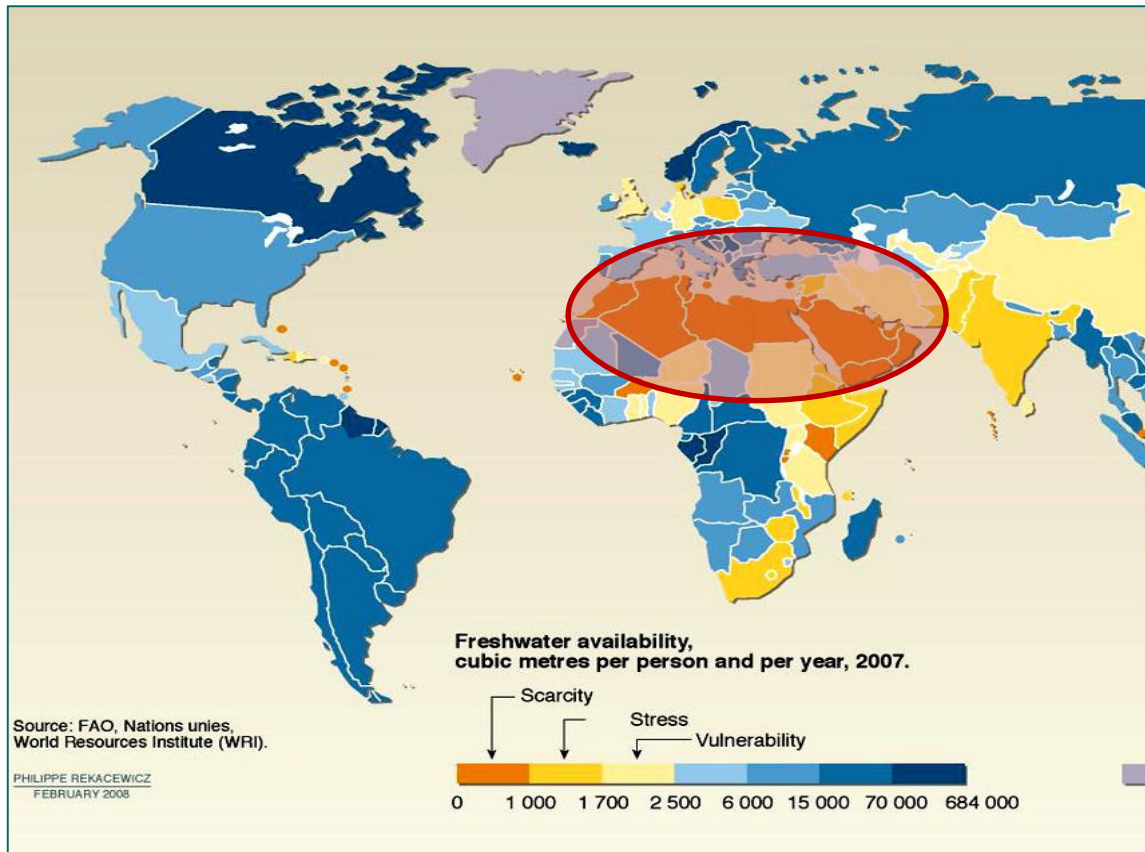 Freshwater availability,
cubic metres per person and per year, 2007.
Scarcity
Stress
Vulnerability
0 1 000 1 700 2 500 6 000 15 000 70 000 684 000
Source: FAO, Nations unies,
World Resources Institute (WRI).
PHILIPPE REKACEWICZ
FEBRUARY 2008